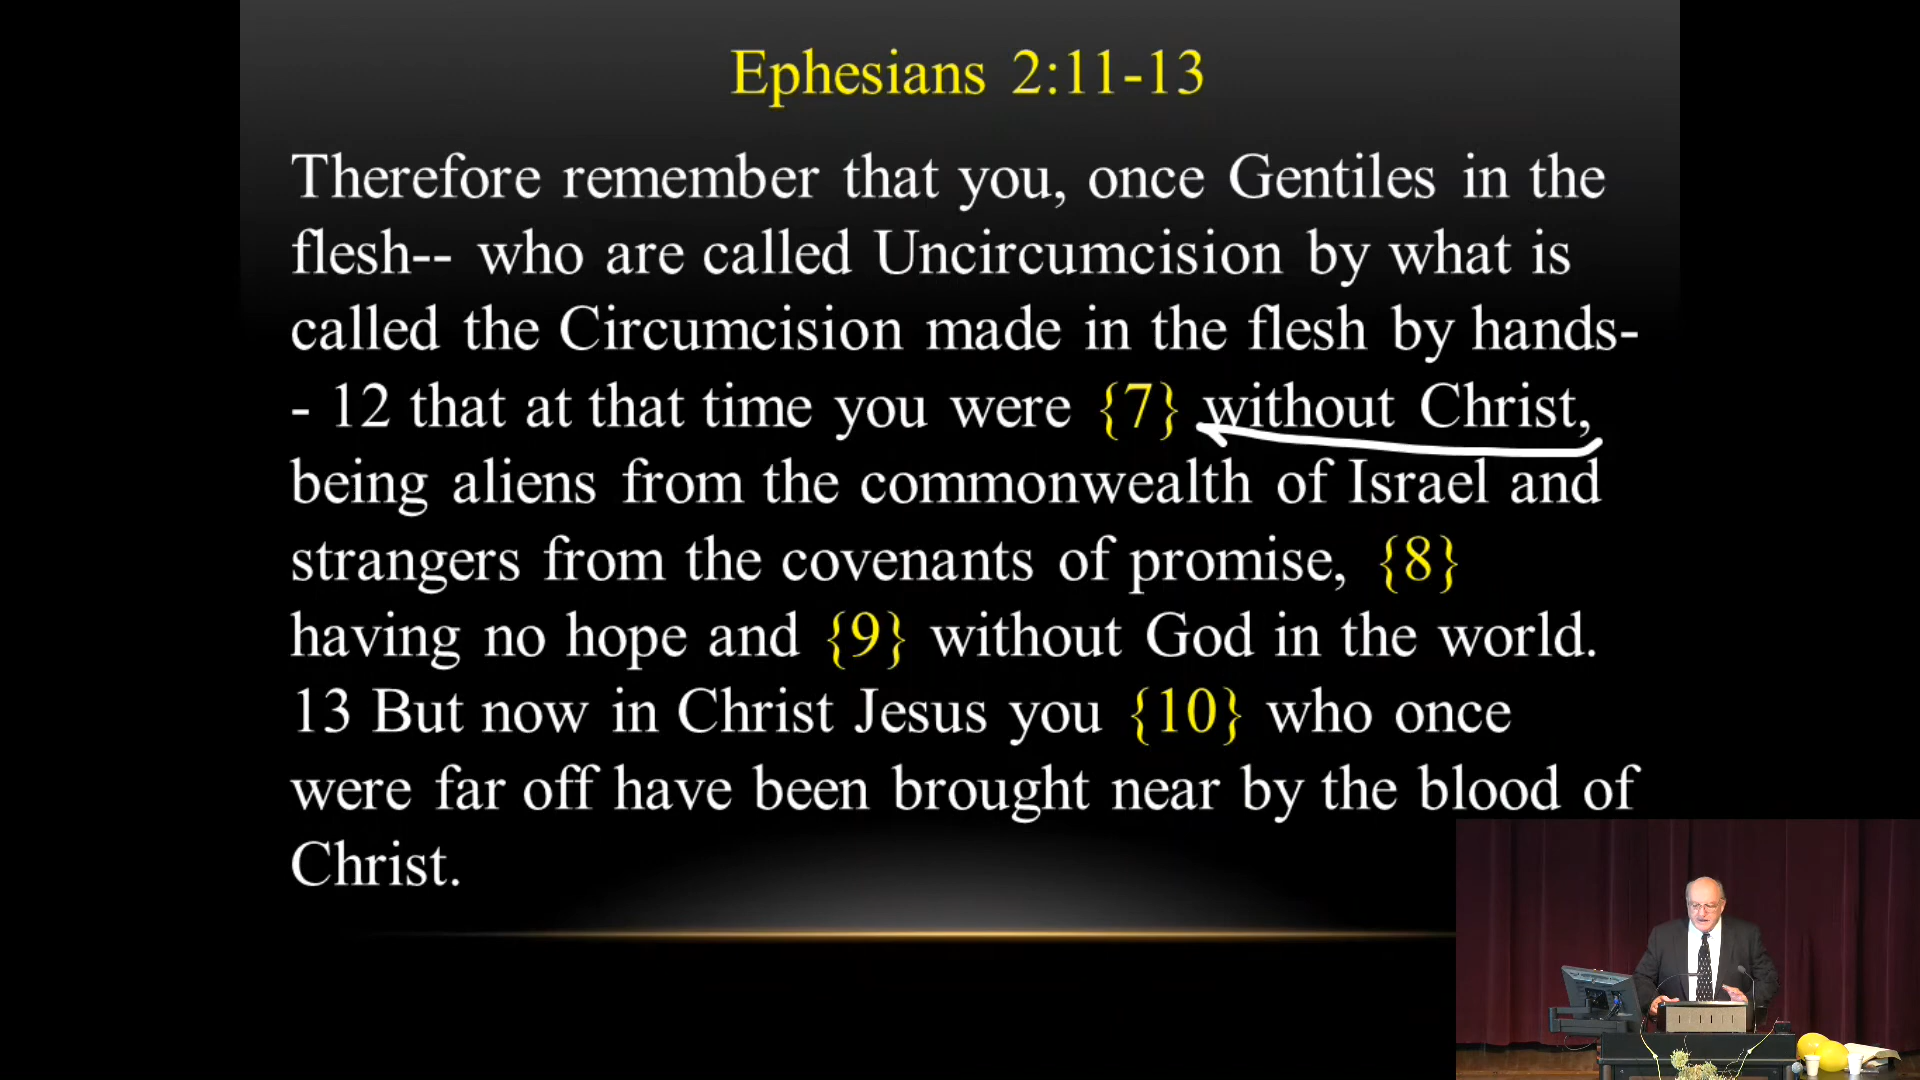 Ephesians 2:11-13
Therefore remember that you, once Gentiles in the
flesh-- who are called Uncircumcision by what is
called the Circumcision made in the flesh by hands-
- 12 that at that time you were {7} without Christ,
being aliens from the commonwealth of Israel and
strangers from the covenants of promise, {8}
having no hope and {9} without God in the world.
13 But now in Christ Jesus you {10} who once
were far off have been brought near by the blood of
Christ.